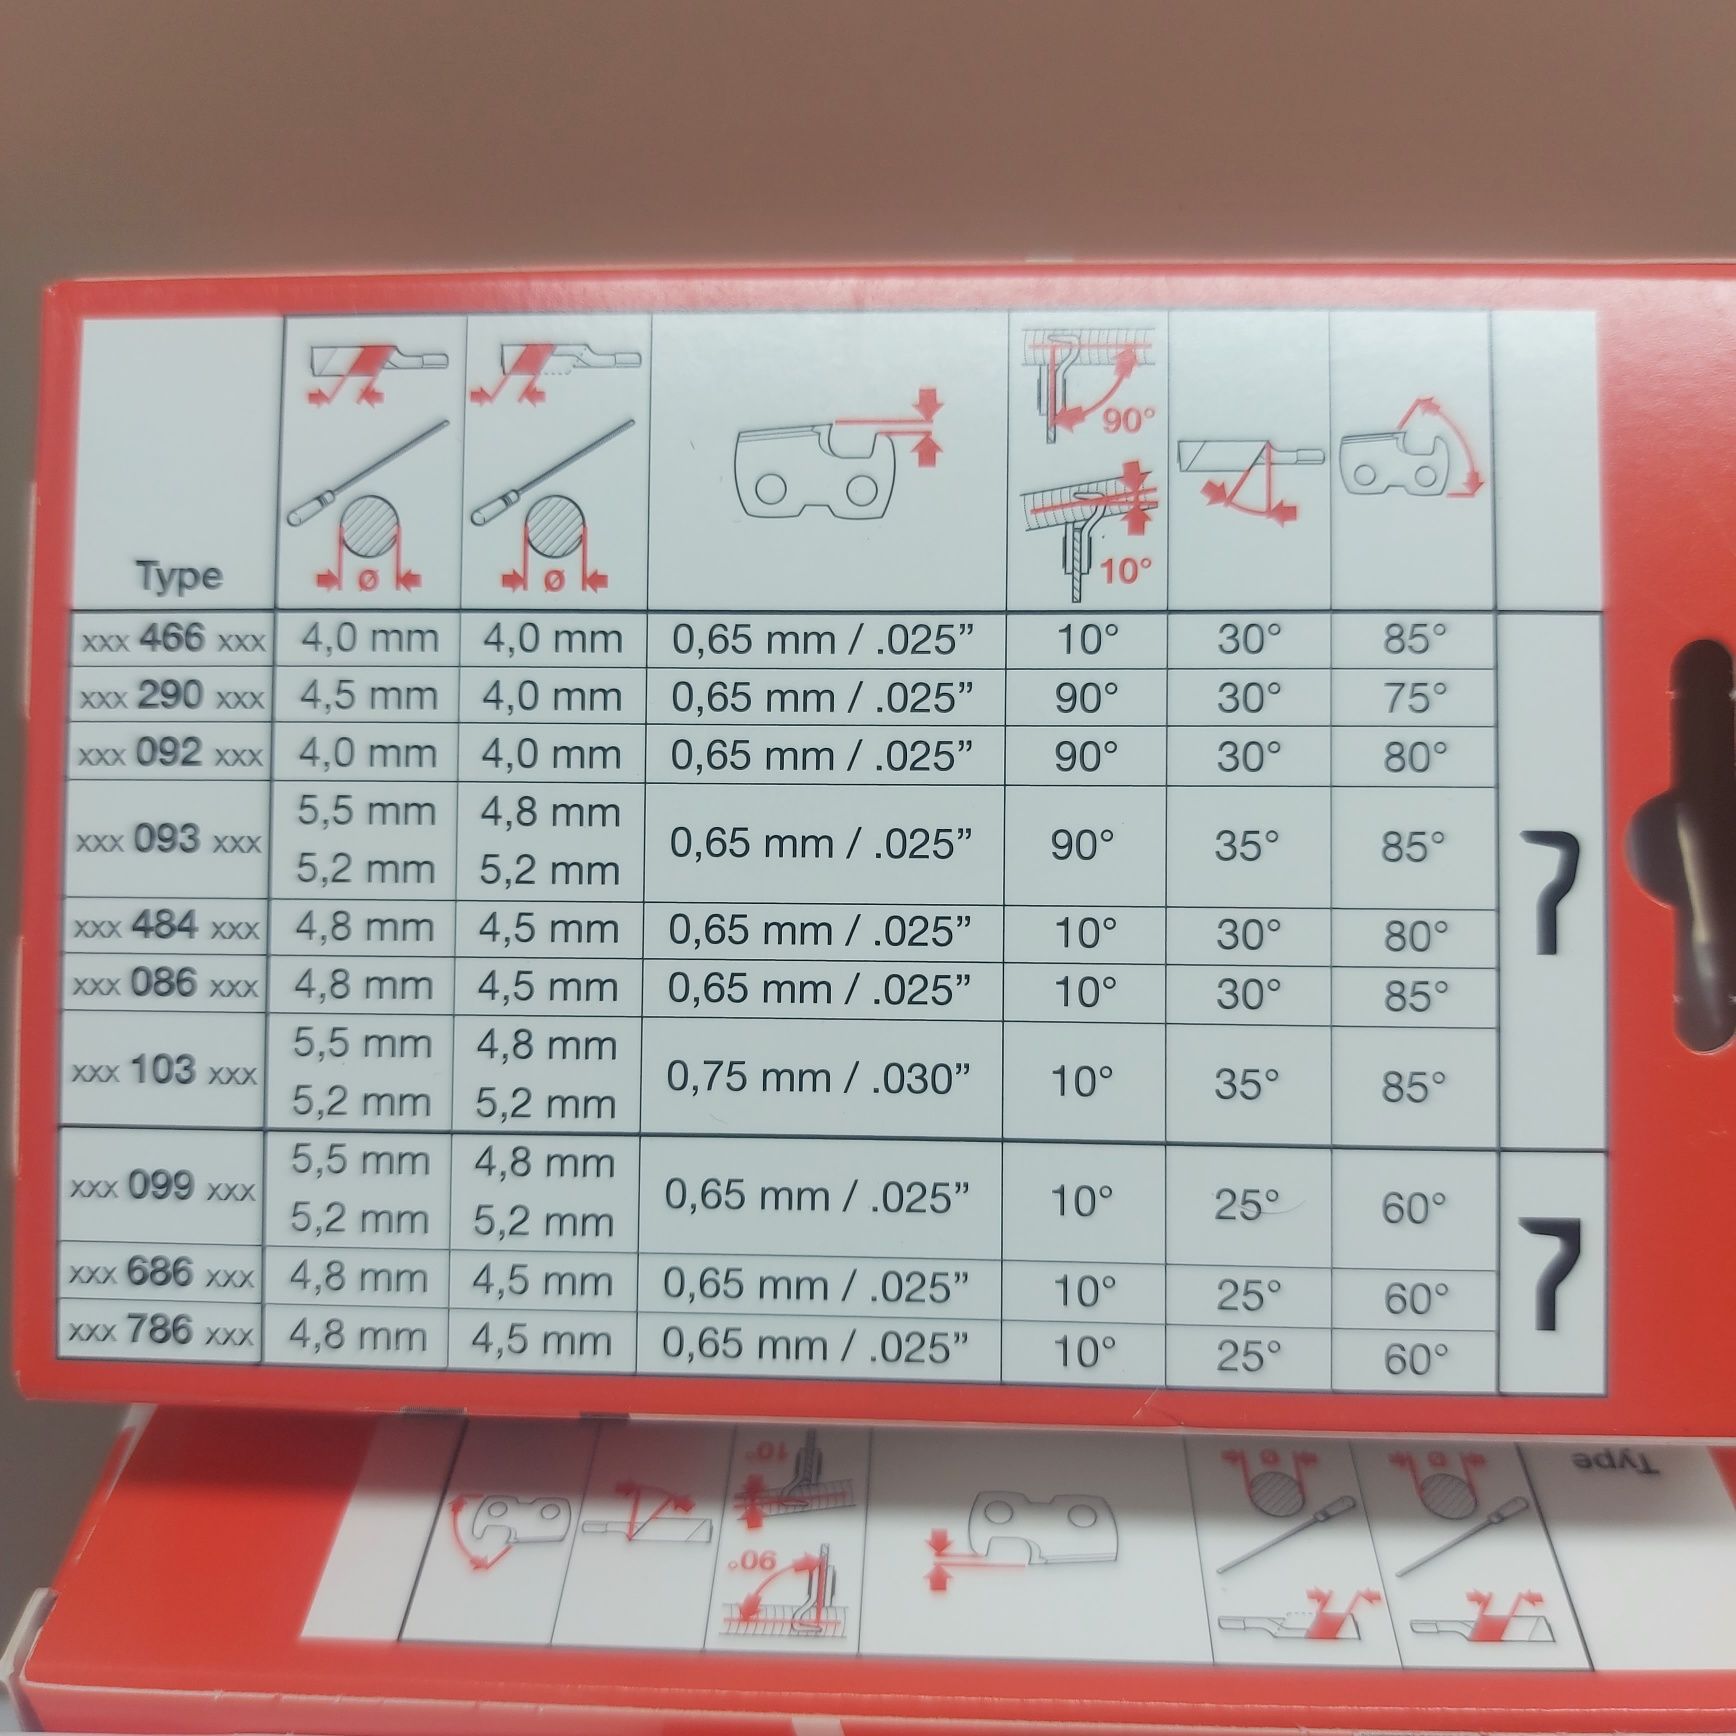 90°
10°
Type
ø
ø
xxx 466 xxx 4,0 mm 4,0 mm 0,65 mm / .025” 10° 30° 85°
xxx 290 xxx 4,5 mm 4,0 mm 0,65 mm / .025” 90° 30° 75°
xxx 092 xxx 4,0 mm 4,0 mm 0,65 mm / .025” 90° 30° 80°
xxx 093 xxx 5,5 mm 4,8 mm 0,65 mm / .025” 90° 35° 85°
5,2 mm 5,2 mm
xxx 484 xxx 4,8 mm 4,5 mm 0,65 mm / .025” 10° 30° 80°
xxx 086 xxx 4,8 mm 4,5 mm 0,65 mm / .025” 10° 30° 85°
xxx 103 xxx 5,5 mm 4,8 mm 0,75 mm / .030” 10° 35° 85°
5,2 mm 5,2 mm
xxx 099 xxx 5,5 mm 4,8 mm 0,65 mm / .025” 10° 25° 60°
5,2 mm 5,2 mm
xxx 686 xxx 4,8 mm 4,5 mm 0,65 mm / .025” 10° 25° 60°
xxx 786 xxx 4,8 mm 4,5 mm 0,65 mm / .025” 10° 25° 60°
Type
ø
ø
10°
90°